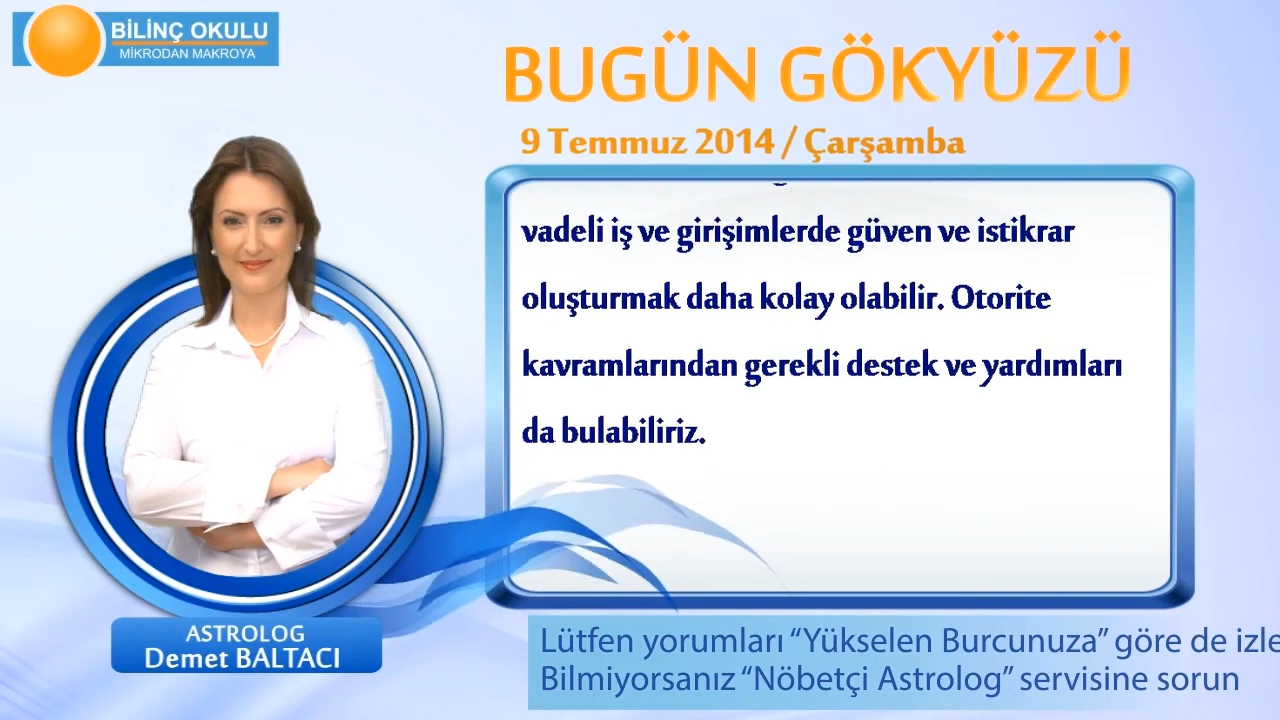 BİLİNÇ OKULU
MİKRODAN MAKROYA
BUGÜN GÖKYÜZÜ
9 Temmuz 2014 / Çarşamba
vadeli iş ve girişimlerde güven ve istikrar
oluşturmak daha kolay olabilir. Otorite
kavramlarından gerekli destek ve yardımları
da bulabiliriz.
ASTROLOG
Demet BALTACI
Lütfen yorumları “Yükselen Burcunuza” göre de izle
Bilmiyorsanız “Nöbetçi Astrolog” servisine sorun